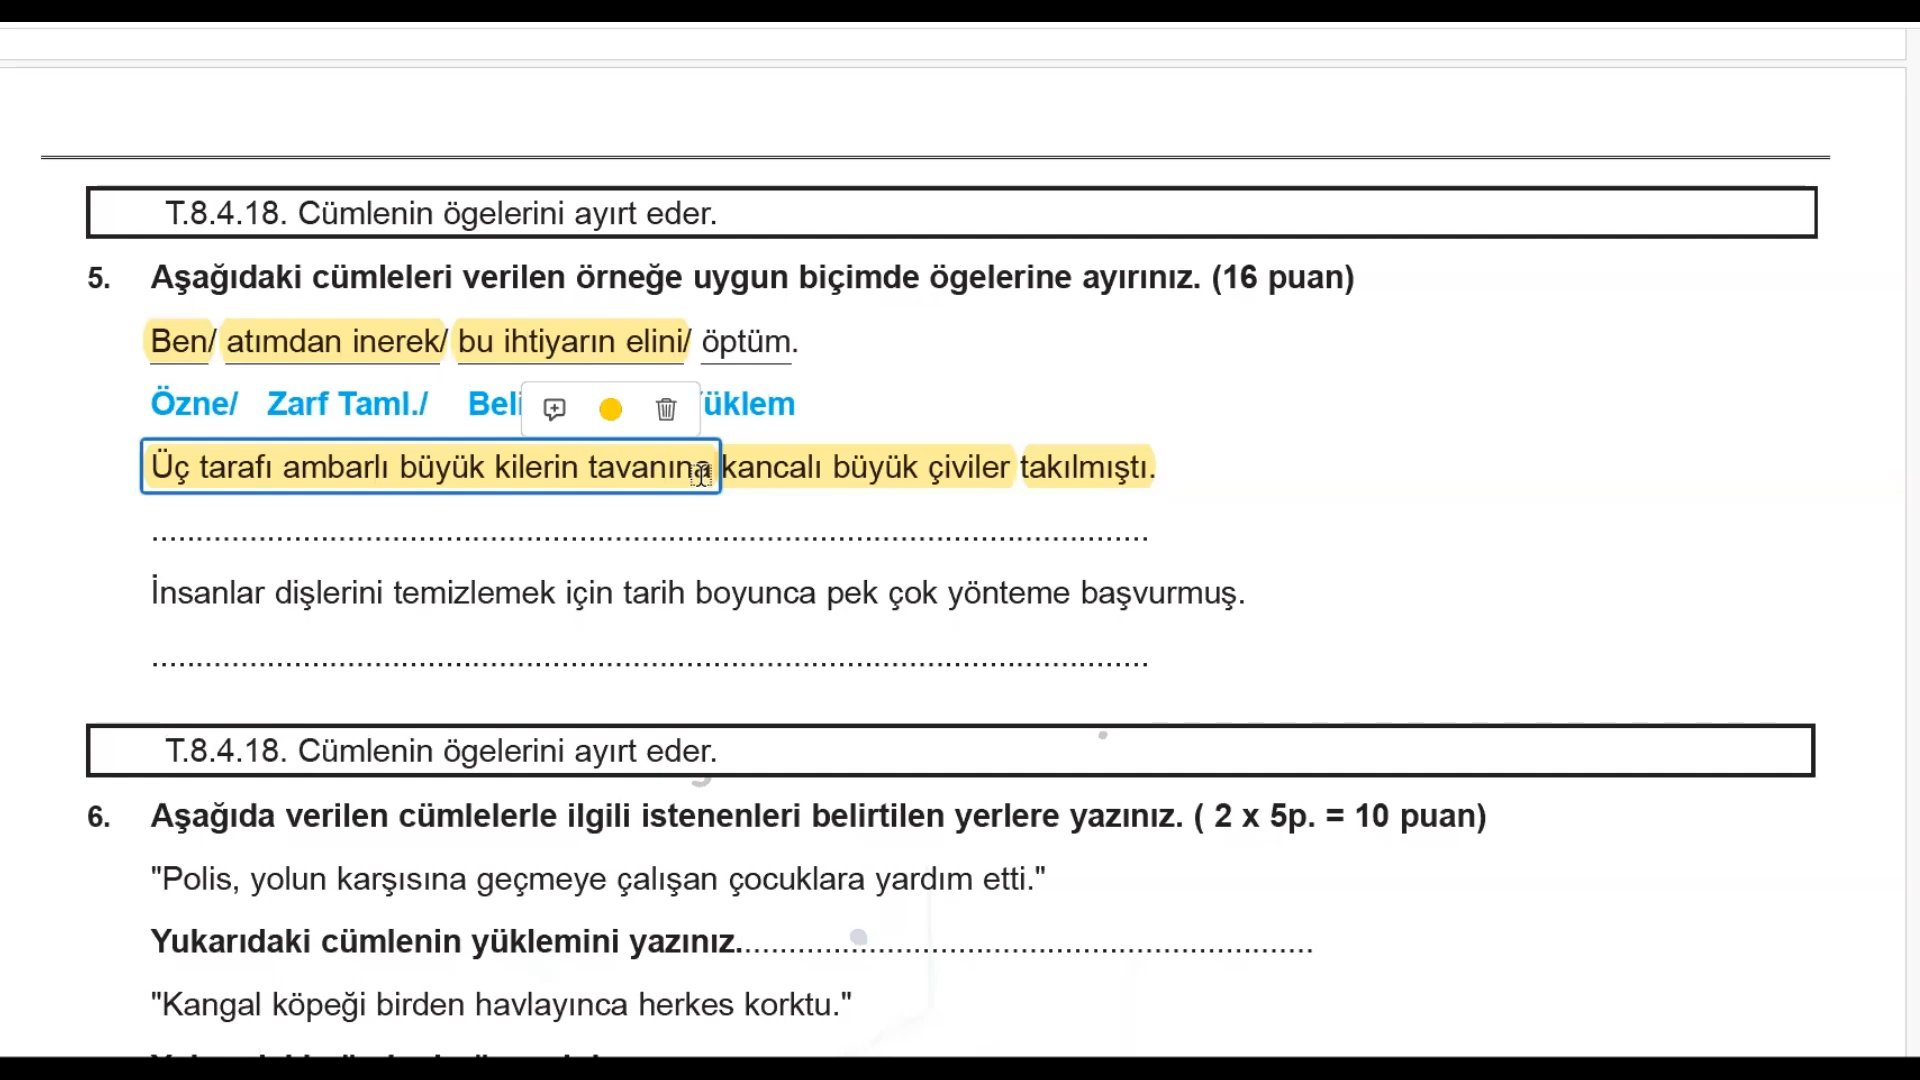 T.8.4.18. Cümlenin ögelerini ayırt eder.
5. Aşağıdaki cümleleri verilen örneğe uygun biçimde ögelerine ayırınız. (16 puan)
Ben/ atımdan inerek/ bu ihtiyarın elini/ öptüm.
Özne/ Zarf Taml./ Beli üklem
Üç tarafı ambarlı büyük kilerin tavanına kancalı büyük çiviler takılmıştı.
....................................................................................................................
İnsanlar dişlerini temizlemek için tarih boyunca pek çok yönteme başvurmuş.
....................................................................................................................
T.8.4.18. Cümlenin ögelerini ayırt eder.
6. Aşağıda verilen cümlelerle ilgili istenenleri belirtilen yerlere yazınız. ( 2 x 5p. = 10 puan)
"Polis, yolun karşısına geçmeye çalışan çocuklara yardım etti."
Yukarıdaki cümlenin yüklemini yazınız..................................................................
"Kangal köpeği birden havlayınca herkes korktu."